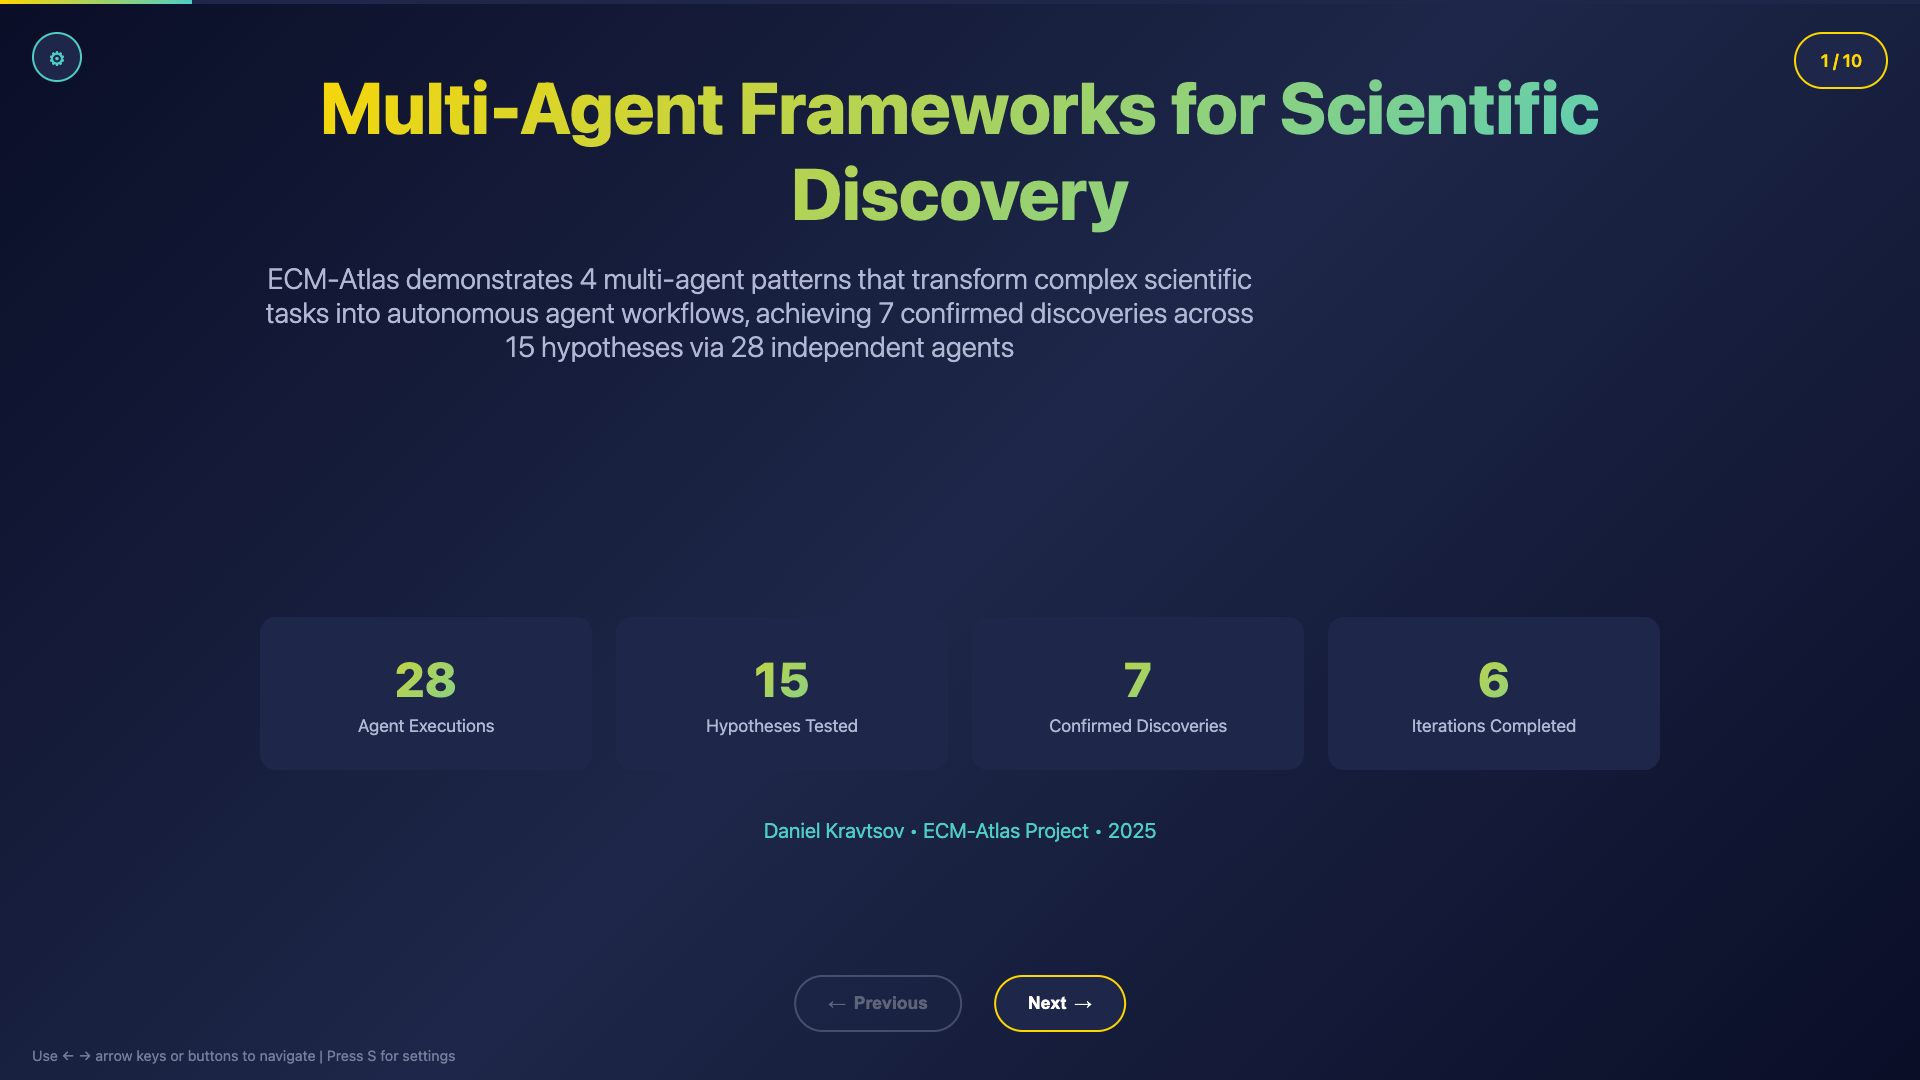 1 / 10
Multi-Agent Frameworks for Scientific
Discovery
ECM-Atlas demonstrates 4 multi-agent patterns that transform complex scientific
tasks into autonomous agent workflows, achieving 7 confirmed discoveries across
15 hypotheses via 28 independent agents
28
Agent Executions
15
Hypotheses Tested
7
Confirmed Discoveries
6
Iterations Completed
Daniel Kravtsov • ECM-Atlas Project • 2025
← Previous
Next →
Use ← → arrow keys or buttons to navigate | Press S for settings